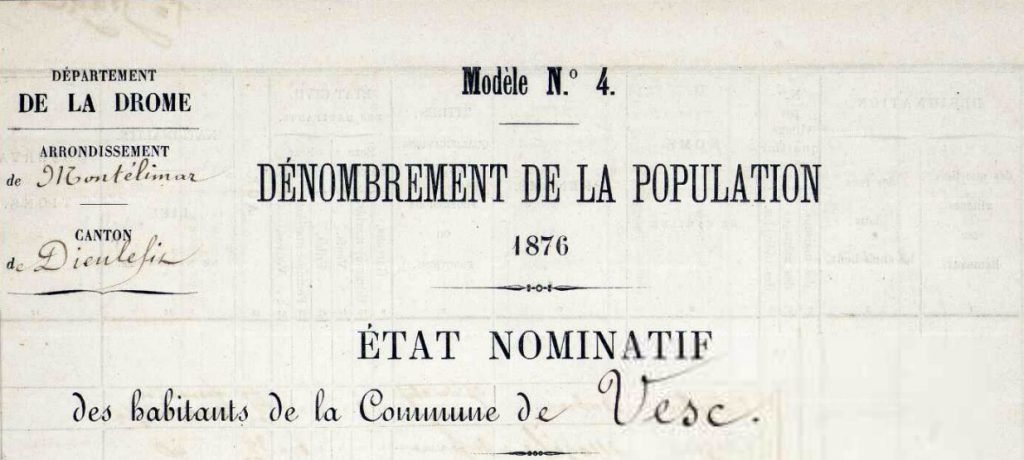 DÉPARTEMENT
DE LA DROME
ARRONDISSEMENT
de Montélimar
CANTON
de Dieulefit
Modèle N.º 4.
DÉNOMBREMENT DE LA POPULATION
1876
ÉTAT NOMINATIF
des habitants de la Commune de Vesc.